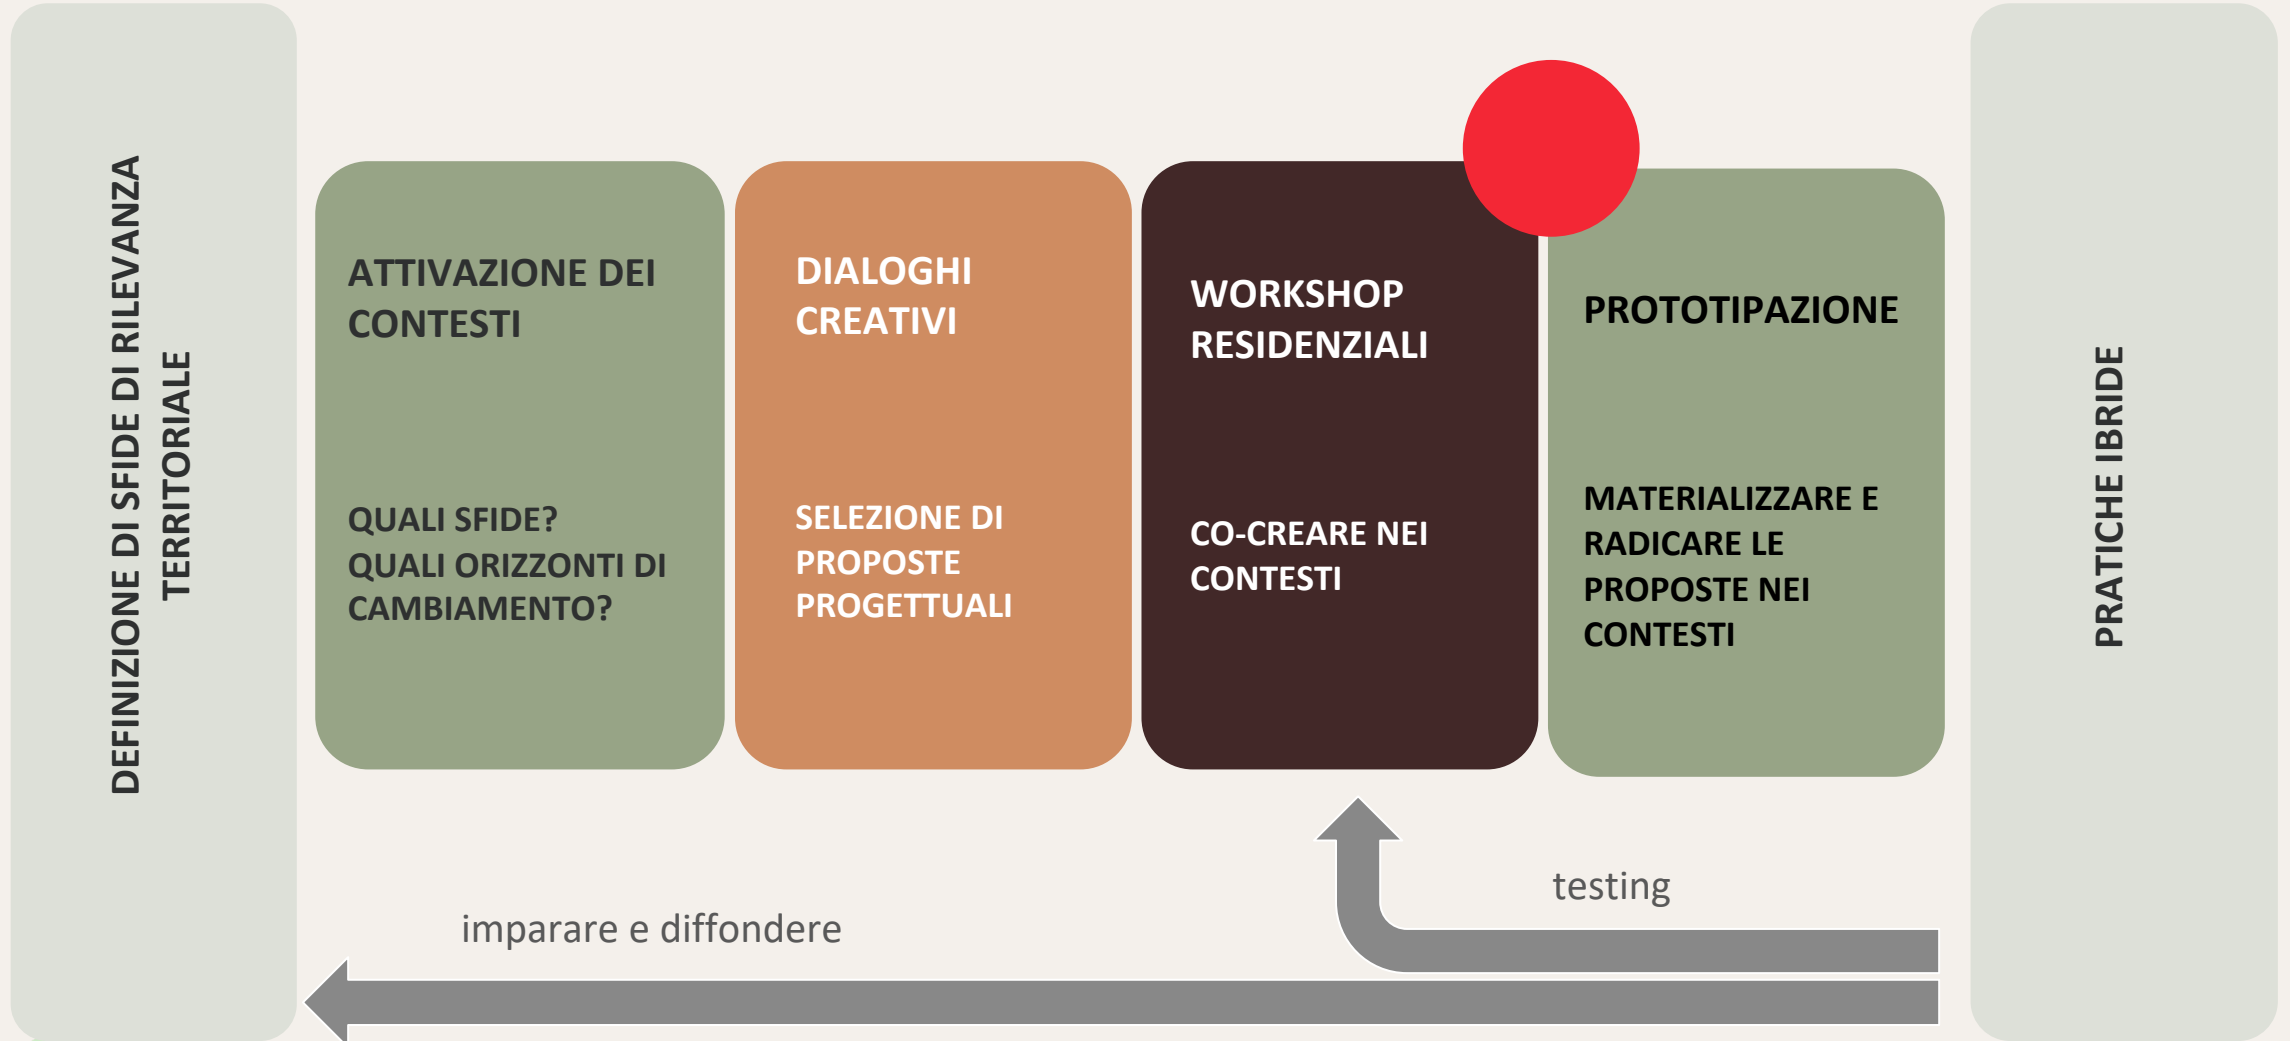 DEFINIZIONE DI SFIDE DI RILEVANZA
TERRITORIALE
ATTIVAZIONE DEI
CONTESTI
QUALI SFIDE?
QUALI ORIZZONTI DI
CAMBIAMENTO?
DIALOGHI
CREATIVI
SELEZIONE DI
PROPOSTE
PROGETTUALI
WORKSHOP
RESIDENZIALI
CO-CREARE NEI
CONTESTI
PROTOTIPAZIONE
MATERIALIZZARE E
RADICARE LE
PROPOSTE NEI
CONTESTI
PRATICHE IBRIDE
testing
imparare e diffondere